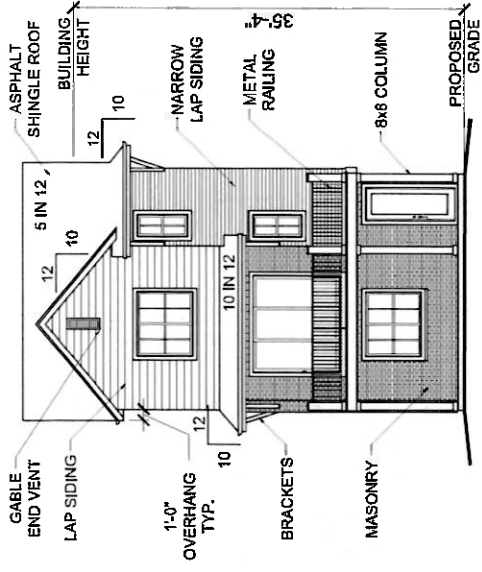 GABLE
END VENT
LAP SIDING
1'-0"
OVERHANG
TYP.
BRACKETS
MASONRY
12
10
12
10
5 IN 12
10 IN 12
12
10
ASPHALT
SHINGLE ROOF
BUILDING
HEIGHT
NARROW
LAP SIDING
METAL
RAILING
35'-4"
8x8 COLUMN
PROPOSED
GRADE